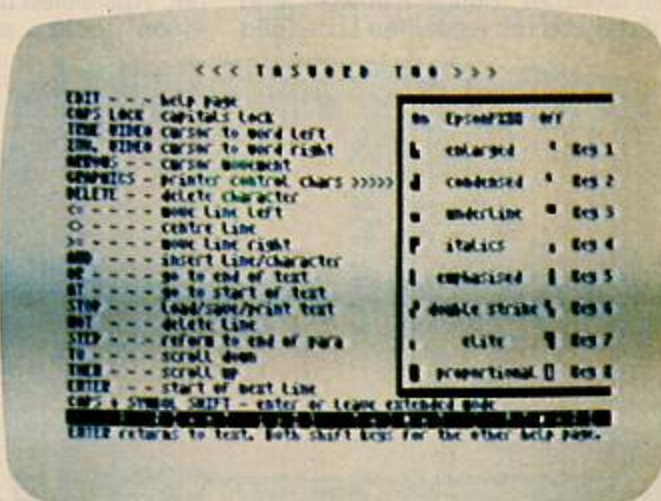 <<< TASWORD TWO >>>
EDIT - - - help page
CAPS LOCK capitals lock
TRUE VIDEO cursor to word left
INV. VIDEO cursor to word right
ARROWS - - cursor movement
GRAPHICS - printer control chars >>>>>
DELETE - - - delete character
<= - - - - - move line left
<> - - - - - centre line
>= - - - - - move line right
AND - - - - insert line/character
OR - - - - - go to end of text
AT - - - - - go to start of text
STOP - - - - load/save/print text
NOT - - - - delete line
STEP - - - - reform to end of para
TO - - - - - scroll down
THEN - - - - scroll up
ENTER - - - start of next line
CAPS & SYMBOL SHIFT - enter or leave extended mode
ENTER returns to text. Both shift keys for the other help page.
On EpsonFX80 Off
enlarged Key 1
condensed Key 2
underline Key 3
italics Key 4
emphasised Key 5
double strike Key 6
elite Key 7
proportional Key 8